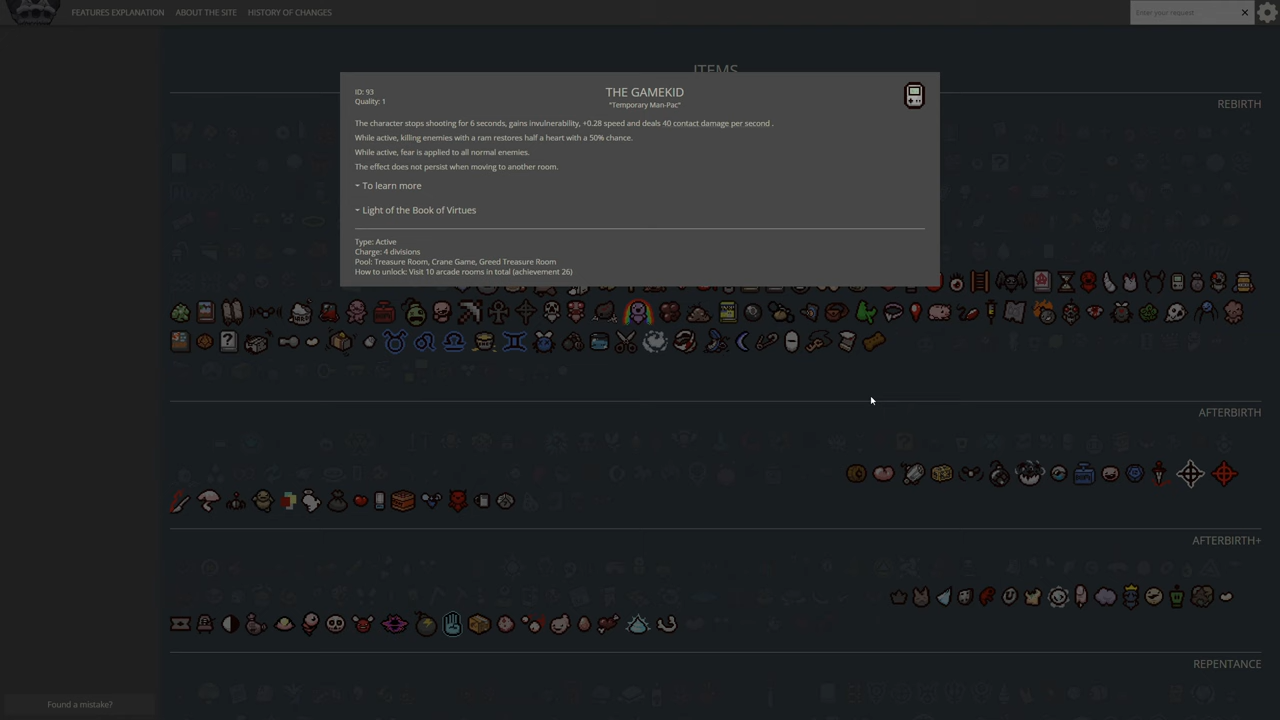 FEATURES EXPLANATION ABOUT THE SITE HISTORY OF CHANGES
Enter your request
ITEMS
REBIRTH
ID: 93
Quality: 1
THE GAMEKID
"Temporary Man-Pac"
The character stops shooting for 6 seconds, gains invulnerability, +0.28 speed and deals 40 contact damage per second .
While active, killing enemies with a ram restores half a heart with a 50% chance.
While active, fear is applied to all normal enemies.
The effect does not persist when moving to another room.
To learn more
Light of the Book of Virtues
Type: Active
Charge: 4 divisions
Pool: Treasure Room, Crane Game, Greed Treasure Room
How to unlock: Visit 10 arcade rooms in total (achievement 26)
AFTERBIRTH
AFTERBIRTH+
REPENTANCE
Found a mistake?